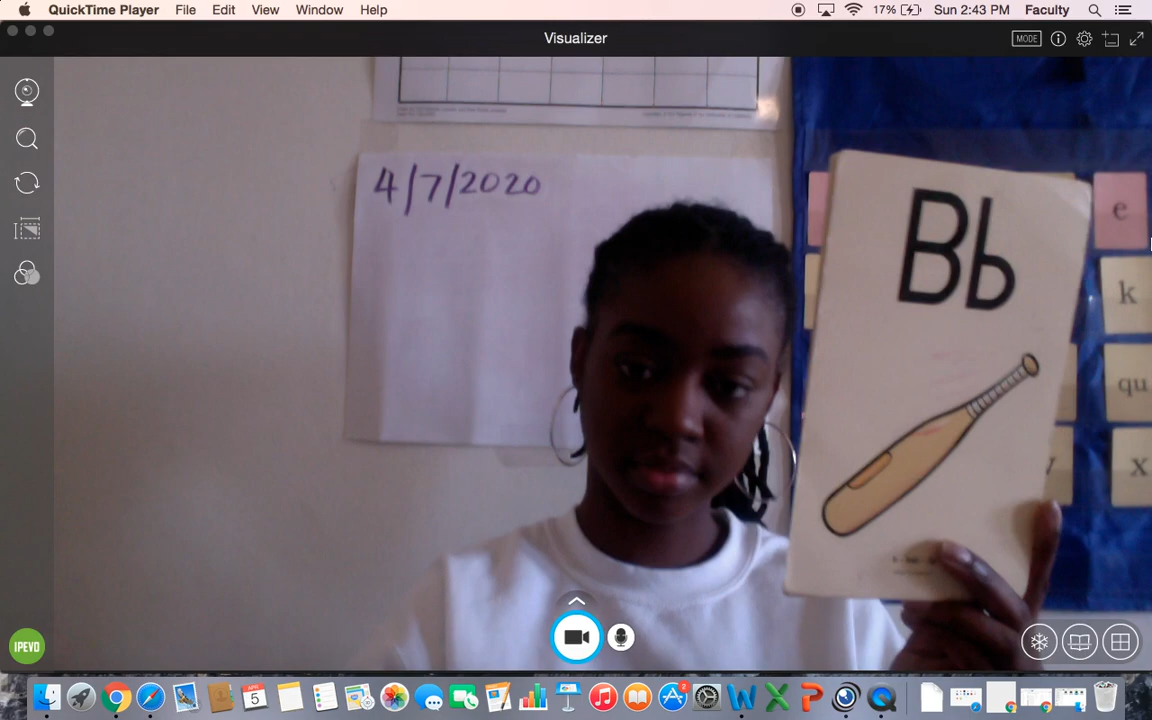 QuickTime Player File Edit View Window Help 17% Sun 2:43 PM Faculty
Visualizer
MODE
4/7/2020
Bb
e
k
qu
x
IPEVO
5
2